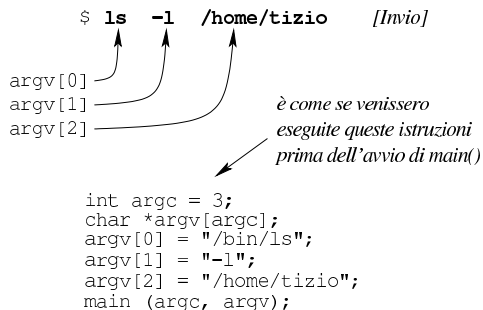 $ ls -l /home/tizio [Invio]
argv[0]
argv[1]
argv[2]
è come se venissero
eseguite queste istruzioni
prima dell'avvio di main()
int argc = 3;
char *argv[argc];
argv[0] = "/bin/ls";
argv[1] = "-l";
argv[2] = "/home/tizio";
main (argc, argv);